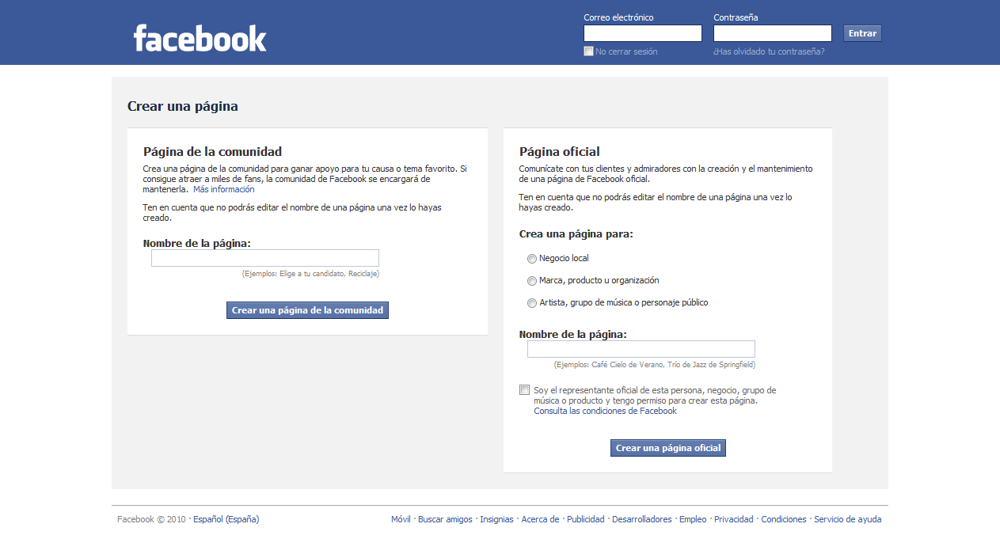 facebook
Correo electrónico
Contraseña
Entrar
No cerrar sesión
¿Has olvidado tu contraseña?
Crear una página
Página de la comunidad
Crea una página de la comunidad para ganar apoyo para tu causa o tema favorito. Si
consigue atraer a miles de fans, la comunidad de Facebook se encargará de
mantenerla. Más información
Ten en cuenta que no podrás editar el nombre de una página una vez lo hayas
creado.
Nombre de la página:
(Ejemplos: Elige a tu candidato, Reciclaje)
Crear una página de la comunidad
Página oficial
Comunícate con tus clientes y admiradores con la creación y el mantenimiento
de una página de Facebook oficial.
Ten en cuenta que no podrás editar el nombre de una página una vez lo
hayas creado.
Crea una página para:
Negocio local
Marca, producto u organización
Artista, grupo de música o personaje público
Nombre de la página:
(Ejemplos: Café Cielo de Verano, Trío de Jazz de Springfield)
Soy el representante oficial de esta persona, negocio, grupo de
música o producto y tengo permiso para crear esta página.
Consulta las condiciones de Facebook
Crear una página oficial
Facebook © 2010 · Español (España)
Móvil · Buscar amigos · Insignias · Acerca de · Publicidad · Desarrolladores · Empleo · Privacidad · Condiciones · Servicio de ayuda